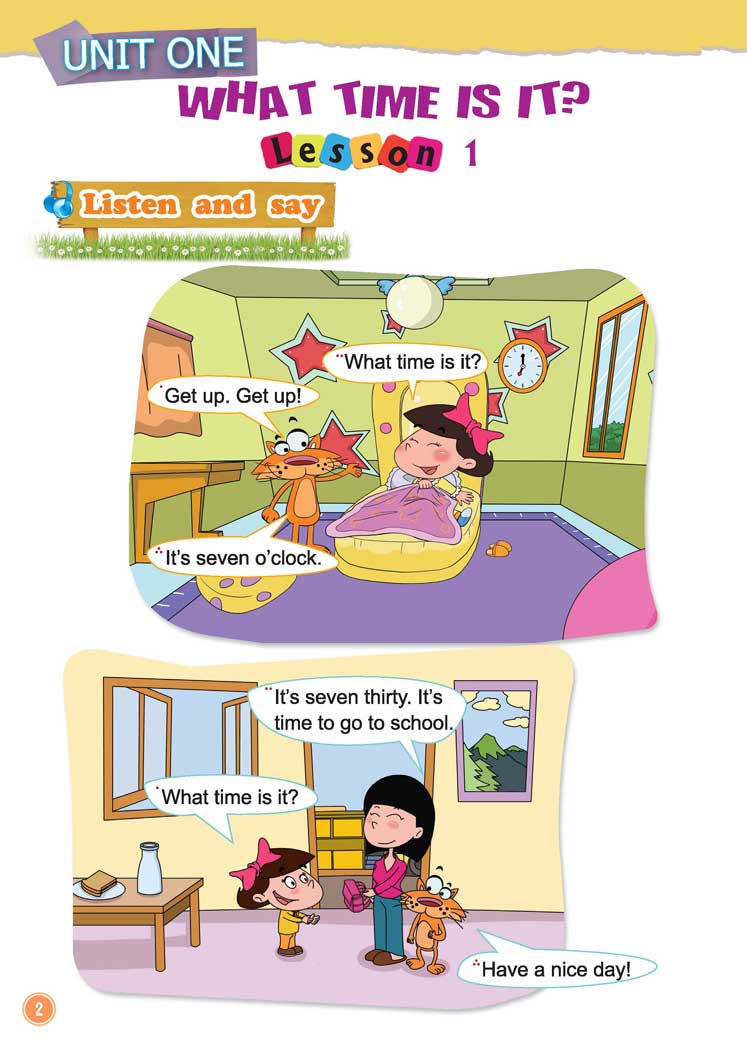 UNIT ONE
WHAT TIME IS IT?
Lesson 1
Listen and say
What time is it?
Get up. Get up!
It's seven o'clock.
It's seven thirty. It's
time to go to school.
What time is it?
Have a nice day!
2